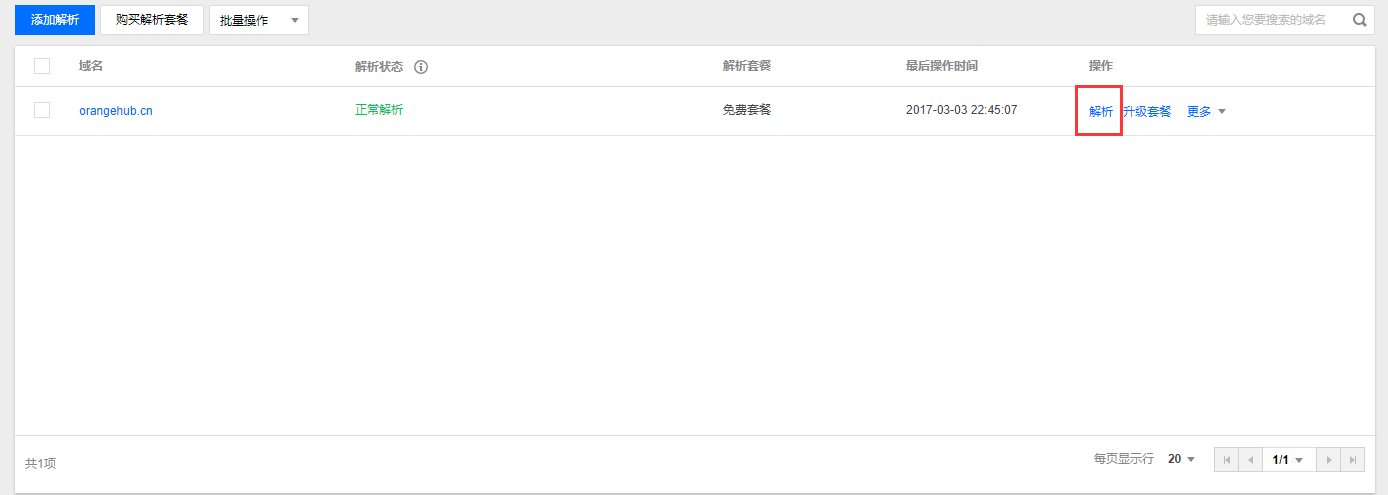 添加解析 购买解析套餐 批量操作 请输入您要搜索的域名
域名 解析状态 解析套餐 最后操作时间 操作
orangehub.cn 正常解析 免费套餐 2017-03-03 22:45:07 解析 升级套餐 更多
共1项 每页显示行 20 1/1